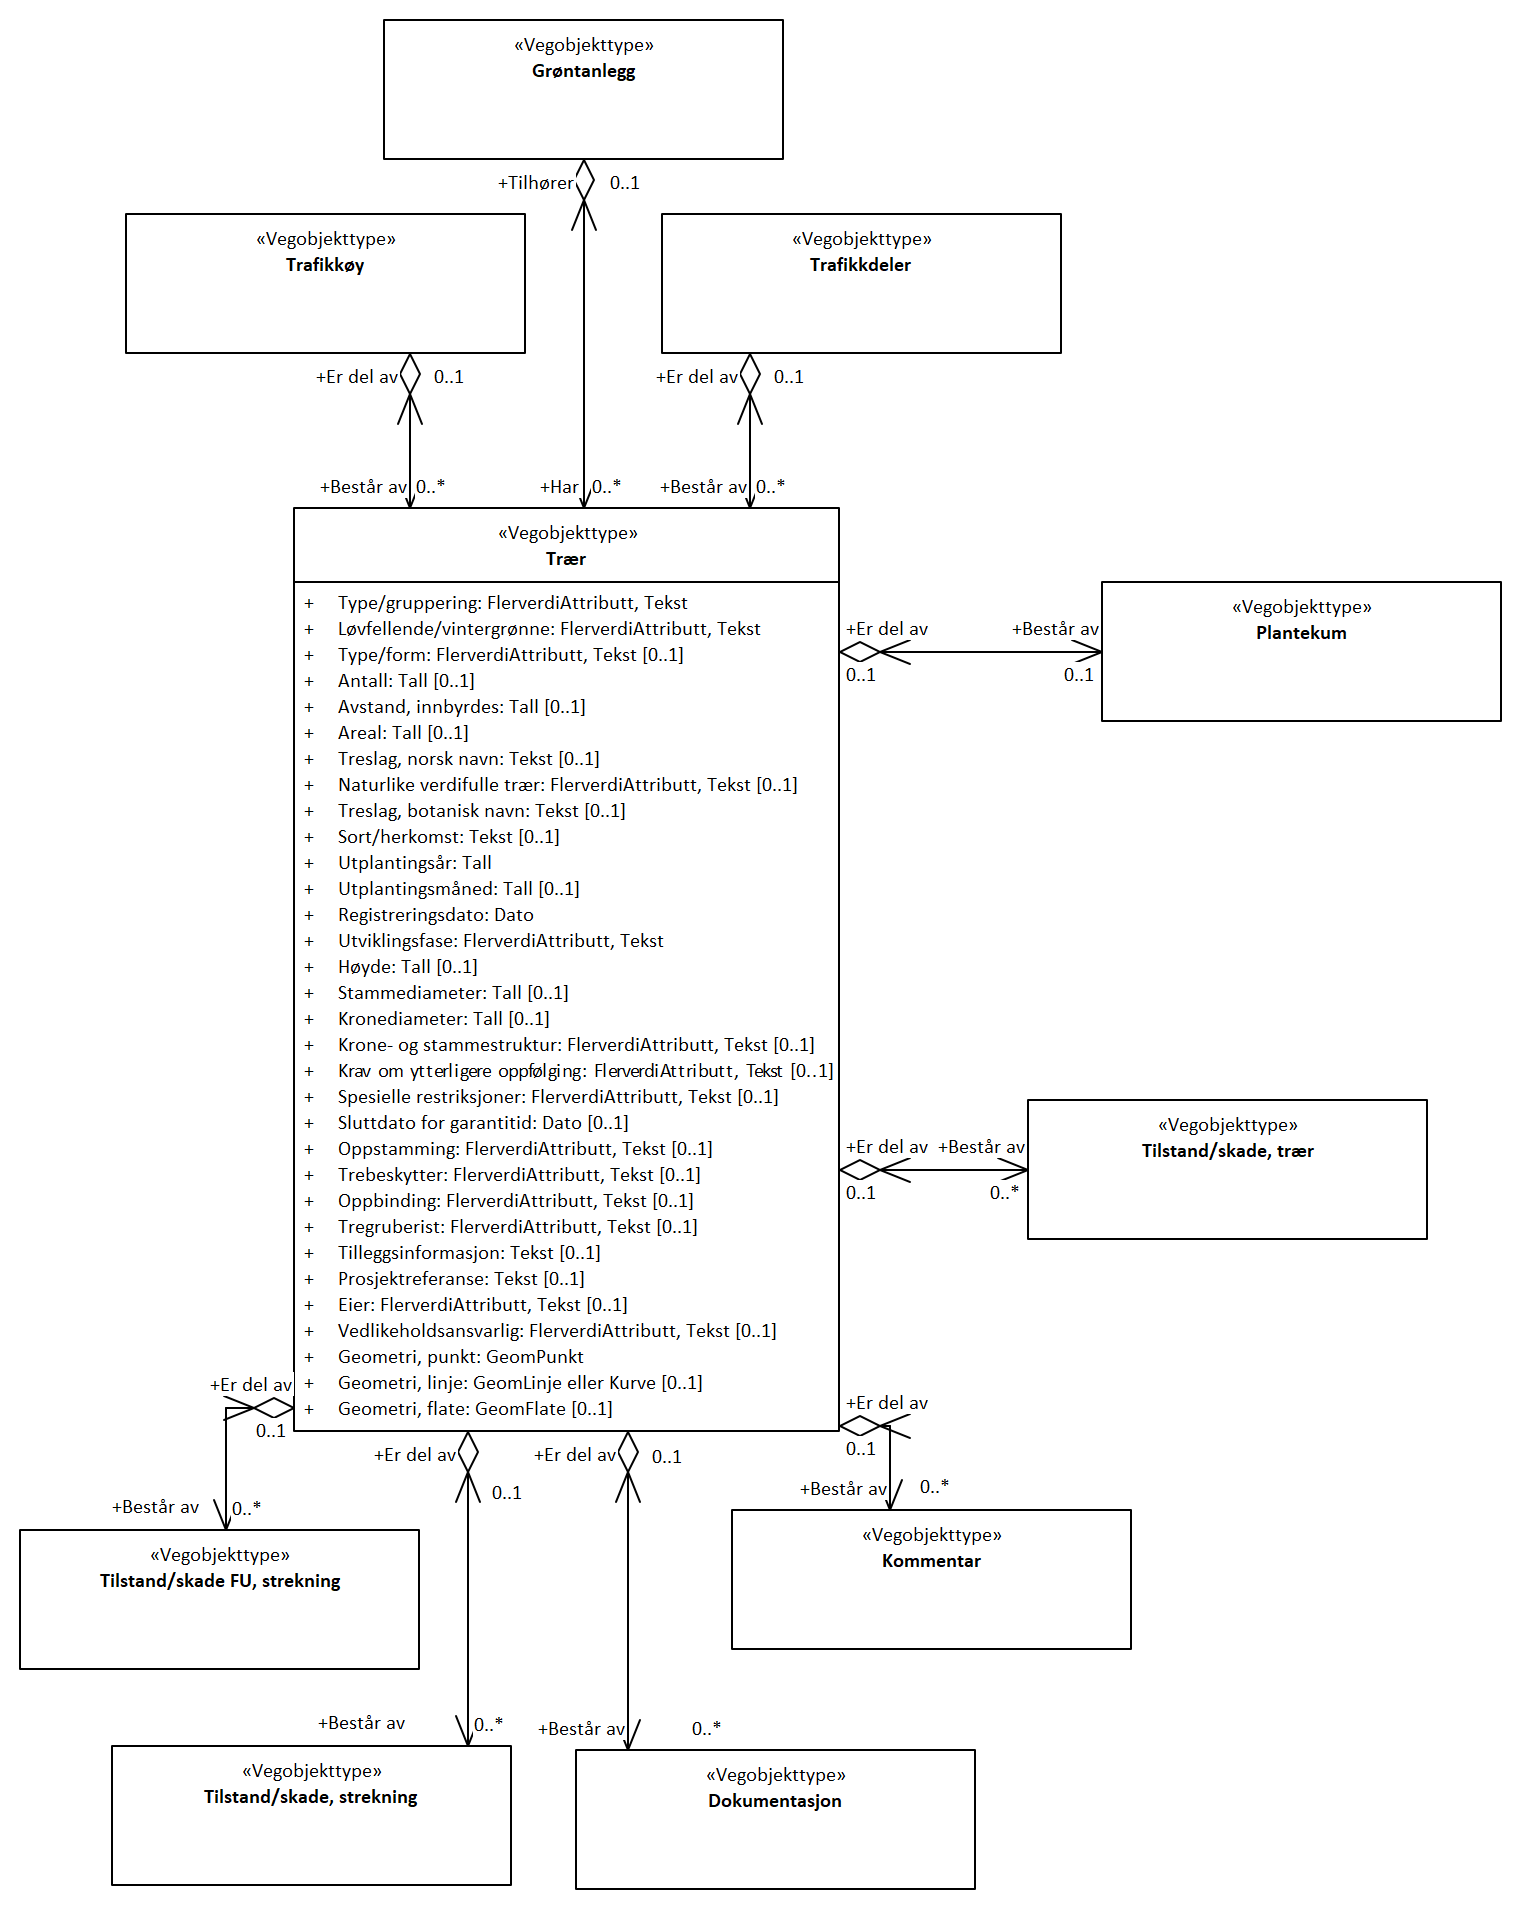 «Vegobjekttype»
Grøntanlegg
+Tilhører 0..1
«Vegobjekttype»
Trafikkøy
«Vegobjekttype»
Trafikkdeler
+Er del av 0..1
+Er del av 0..1
+Består av 0..*
+Har 0..*
+Består av 0..*
«Vegobjekttype»
Trær
+ Type/gruppering: FlerverdiAttributt, Tekst
+ Løvfellende/vintergrønne: FlerverdiAttributt, Tekst
+ Type/form: FlerverdiAttributt, Tekst [0..1]
+ Antall: Tall [0..1]
+ Avstand, innbyrdes: Tall [0..1]
+ Areal: Tall [0..1]
+ Treslag, norsk navn: Tekst [0..1]
+ Naturlike verdifulle trær: FlerverdiAttributt, Tekst [0..1]
+ Treslag, botanisk navn: Tekst [0..1]
+ Sort/herkomst: Tekst [0..1]
+ Utplantingsår: Tall
+ Utplantingsmåned: Tall [0..1]
+ Registreringsdato: Dato
+ Utviklingsfase: FlerverdiAttributt, Tekst
+ Høyde: Tall [0..1]
+ Stammediameter: Tall [0..1]
+ Kronediameter: Tall [0..1]
+ Krone- og stammestruktur: FlerverdiAttributt, Tekst [0..1]
+ Krav om ytterligere oppfølging: FlerverdiAttributt, Tekst [0..1]
+ Spesielle restriksjoner: FlerverdiAttributt, Tekst [0..1]
+ Sluttdato for garantitid: Dato [0..1]
+ Oppstamming: FlerverdiAttributt, Tekst [0..1]
+ Trebeskytter: FlerverdiAttributt, Tekst [0..1]
+ Oppbinding: FlerverdiAttributt, Tekst [0..1]
+ Tregruberist: FlerverdiAttributt, Tekst [0..1]
+ Tilleggsinformasjon: Tekst [0..1]
+ Prosjektreferanse: Tekst [0..1]
+ Eier: FlerverdiAttributt, Tekst [0..1]
+ Vedlikeholdsansvarlig: FlerverdiAttributt, Tekst [0..1]
+ Geometri, punkt: GeomPunkt
+ Geometri, linje: GeomLinje eller Kurve [0..1]
+ Geometri, flate: GeomFlate [0..1]
+Er del av +Består av
0..1 0..1
«Vegobjekttype»
Plantekum
+Er del av +Består av
0..1 0..*
«Vegobjekttype»
Tilstand/skade, trær
+Er del av
0..1
+Består av 0..*
«Vegobjekttype»
Tilstand/skade FU, strekning
+Er del av
0..1
+Består av 0..*
«Vegobjekttype»
Tilstand/skade, strekning
+Er del av 0..1
+Består av 0..*
«Vegobjekttype»
Dokumentasjon
+Er del av
0..1
+Består av 0..*
«Vegobjekttype»
Kommentar